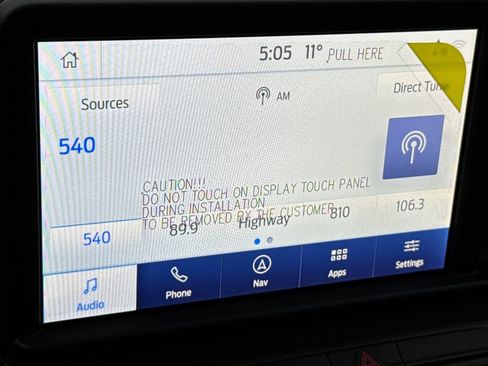 5:05 11° PULL HERE
Sources
AM
Direct Tune
540
CAUTION!!!
DO NOT TOUCH ON DISPLAY TOUCH PANEL
DURING INSTALLATION
TO BE REMOVED BY THE CUSTOMER
540 89.9 Highway 810 106.3
Audio Phone Nav Apps Settings